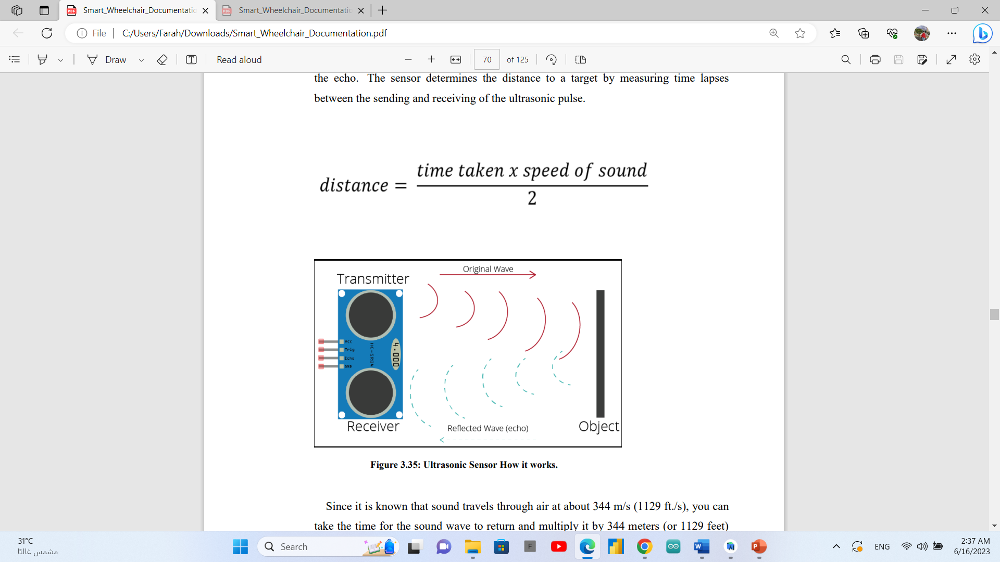 Smart_Wheelchair_Documentatic
Smart_Wheelchair_Documentatic
File
C:/Users/Farah/Downloads/Smart_Wheelchair_Documentation.pdf
Draw
Read aloud
70
of 125
the echo. The sensor determines the distance to a target by measuring time lapses
between the sending and receiving of the ultrasonic pulse.
distance = time taken x speed of sound
2
Original Wave
Transmitter
VCC
Trig
Echo
GND
HC-SR04
4.000
Receiver
Reflected Wave (echo)
Object
Figure 3.35: Ultrasonic Sensor How it works.
Since it is known that sound travels through air at about 344 m/s (1129 ft./s), you can
take the time for the sound wave to return and multiply it by 344 meters (or 1129 feet)
31°C
مشمس غالبًا
Search
F
ENG
2:37 AM
6/16/2023